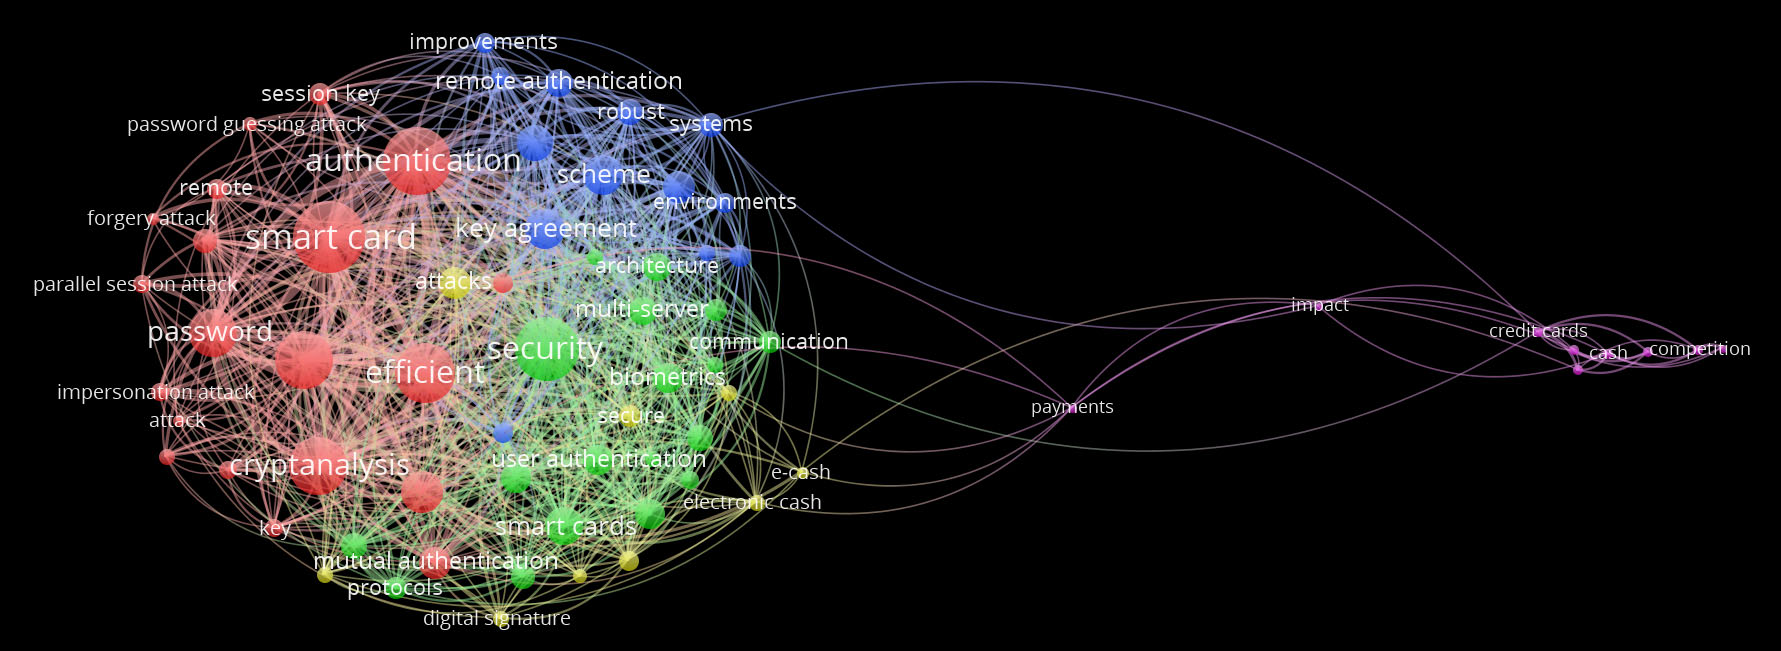 improvements
remote authentication
session key
robust
password guessing attack
systems
authentication
scheme
remote
environments
forgery attack
key agreement
smart card
architecture
attacks
parallel session attack
impact
multi-server
password
credit cards
communication
security
cash
competition
efficient
biometrics
impersonation attack
payments
secure
attack
user authentication
cryptanalysis
e-cash
electronic cash
smart cards
key
mutual authentication
protocols
digital signature